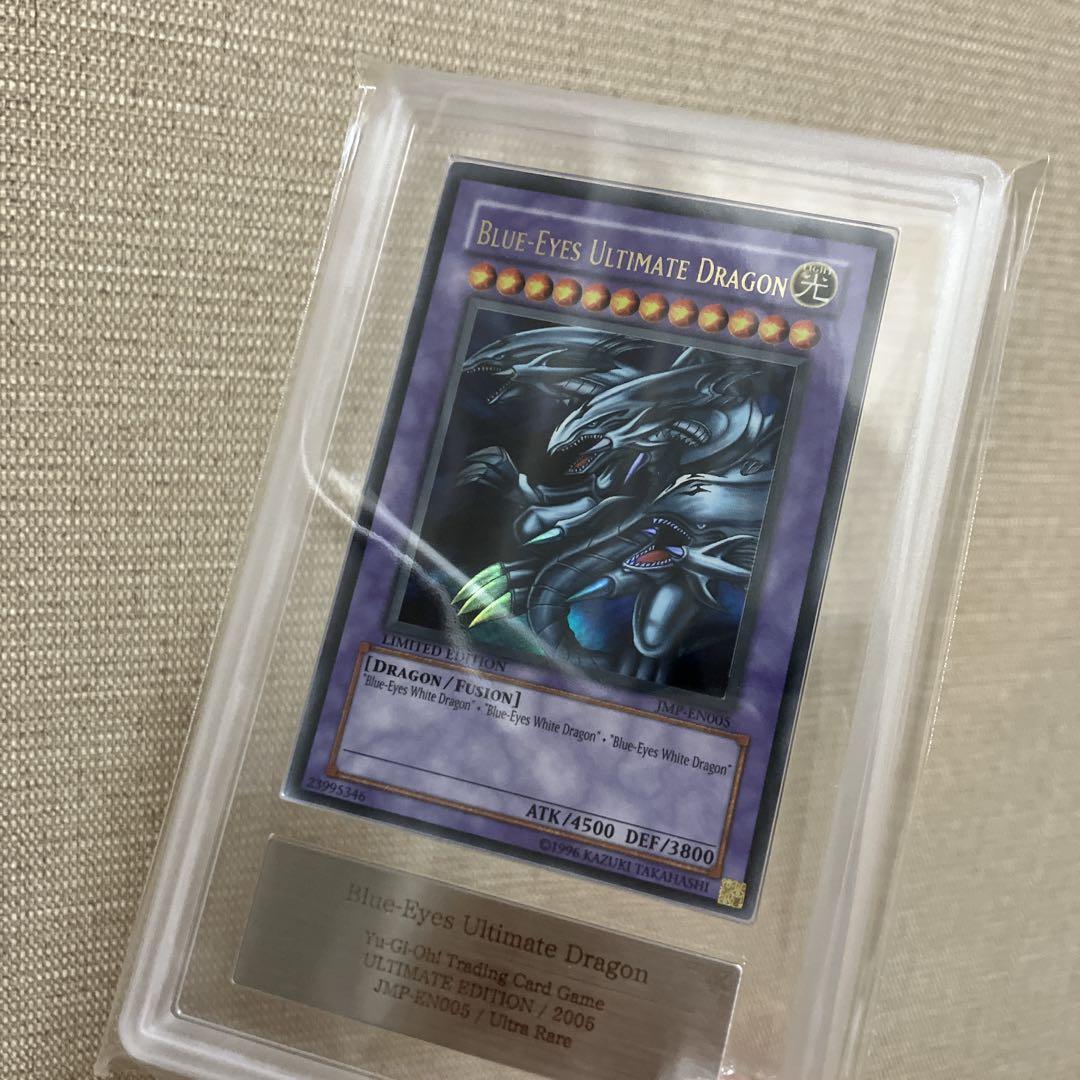 BLUE-EYES ULTIMATE DRAGON
LIGHT
光
LIMITED EDITION
JMP-EN005
[DRAGON/FUSION]
"Blue-Eyes White Dragon" • "Blue-Eyes White Dragon" • "Blue-Eyes White Dragon"
ATK/4500 DEF/3800
23995346
©1996 KAZUKI TAKAHASHI
Blue-Eyes Ultimate Dragon
Yu-Gi-Oh! Trading Card Game
ULTIMATE EDITION / 2005
JMP-EN005 / Ultra Rare